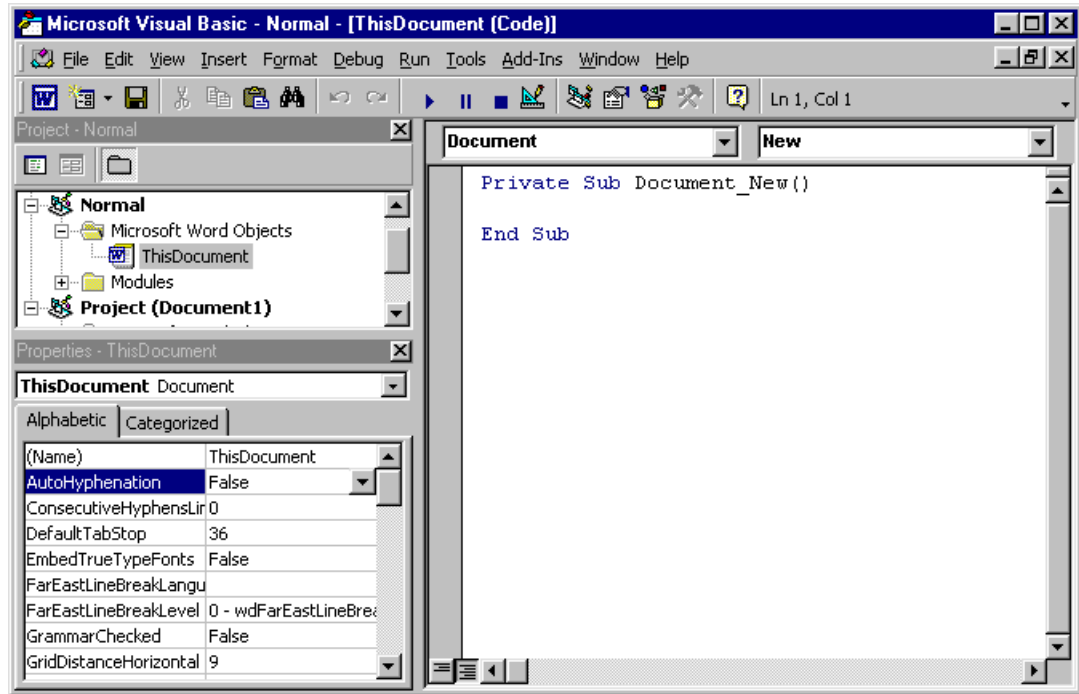 Microsoft Visual Basic - Normal - [ThisDocument (Code)]
File Edit View Insert Format Debug Run Tools Add-Ins Window Help
Ln 1, Col 1
Project - Normal
Normal
Microsoft Word Objects
ThisDocument
Modules
Project (Document1)
Properties - ThisDocument
ThisDocument Document
Alphabetic Categorized
(Name) ThisDocument
AutoHyphenation False
ConsecutiveHyphensLin 0
DefaultTabStop 36
EmbedTrueTypeFonts False
FarEastLineBreakLangu
FarEastLineBreakLevel 0 - wdFarEastLineBrea
GrammarChecked False
GridDistanceHorizontal 9
Document New
Private Sub Document_New()
End Sub